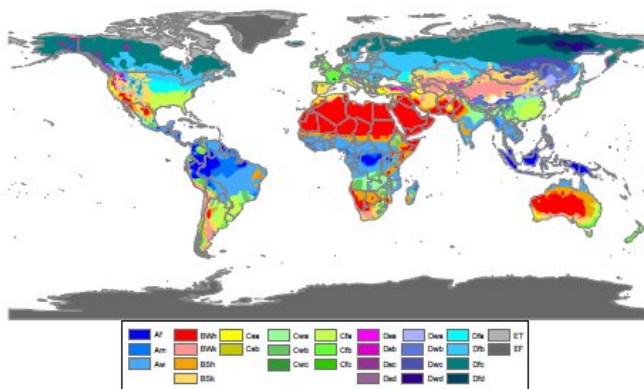 Af BWh Csa Cwa Cfa Dsa Dwa Dfa ET
Am BWk Csb Cwb Cfb Dsb Dwb Dfb EF
Aw BSh Cwc Cfc Dsc Dwc Dfc
BSk Dsd Dwd Dfd